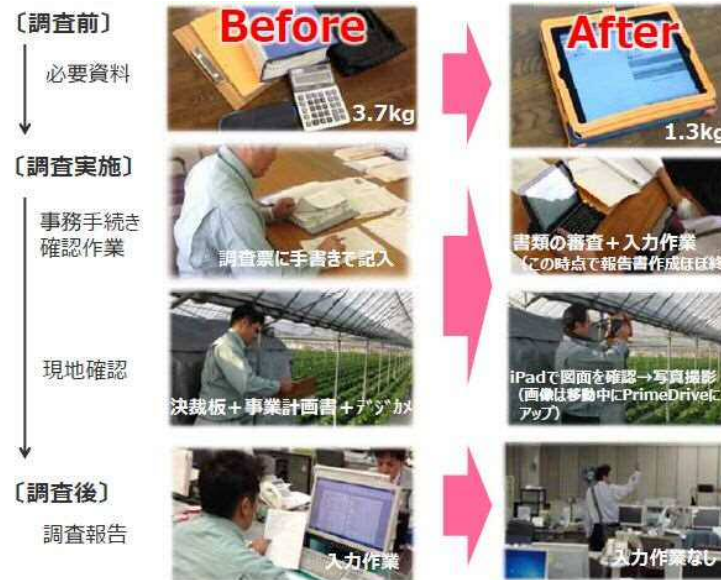 〔調査前〕
Before
After
必要資料
3.7kg
1.3kg
〔調査実施〕
事務手続き
確認作業
調査票に手書きで記入
書類の審査+入力作業
(この時点で報告書作成ほぼ終
現地確認
決裁板+事業計画書+デジカメ
iPadで図面を確認→写真撮影
(画像は移動中にPrimeDriveに
アップ)
〔調査後〕
調査報告
入力作業
入力作業なし